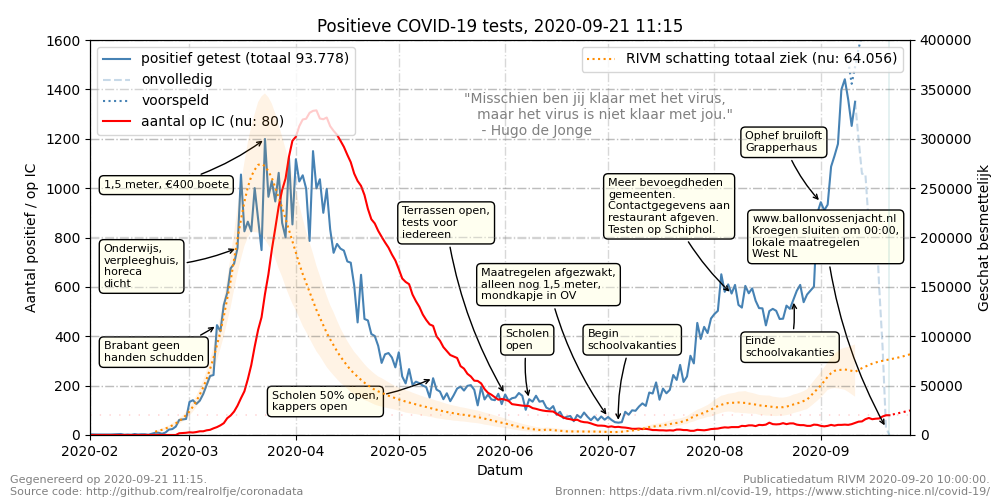 Positieve COVID-19 tests, 2020-09-21 11:15
positief getest (totaal 93.778)
onvolledig
voorspeld
aantal op IC (nu: 80)
RIVM schatting totaal ziek (nu: 64.056)
"Misschien ben jij klaar met het virus,
maar het virus is niet klaar met jou."
- Hugo de Jonge
1,5 meter, €400 boete
Onderwijs,
verpleeghuis,
horeca
dicht
Brabant geen
handen schudden
Scholen 50% open,
kappers open
Terrassen open,
tests voor
iedereen
Maatregelen afgezwakt,
alleen nog 1,5 meter,
mondkapje in OV
Scholen
open
Begin
schoolvakanties
Meer bevoegdheden
gemeenten.
Contactgegevens aan
restaurant afgeven.
Testen op Schiphol.
Ophef bruiloft
Grapperhaus
www.ballonvossenjacht.nl
Kroegen sluiten om 00:00,
lokale maatregelen
West NL
Einde
schoolvakanties
Aantal positief / op IC
1600
1400
1200
1000
800
600
400
200
0
Geschat besmettelijk
400000
350000
300000
250000
200000
150000
100000
50000
0
2020-02
2020-03
2020-04
2020-05
2020-06
2020-07
2020-08
2020-09
Datum
Gegenereerd op 2020-09-21 11:15.
Source code: http://github.com/realrolfje/coronadata
Publicatiedatum RIVM 2020-09-20 10:00:00.
Bronnen: https://data.rivm.nl/covid-19, https://www.stichting-nice.nl/covid-19/